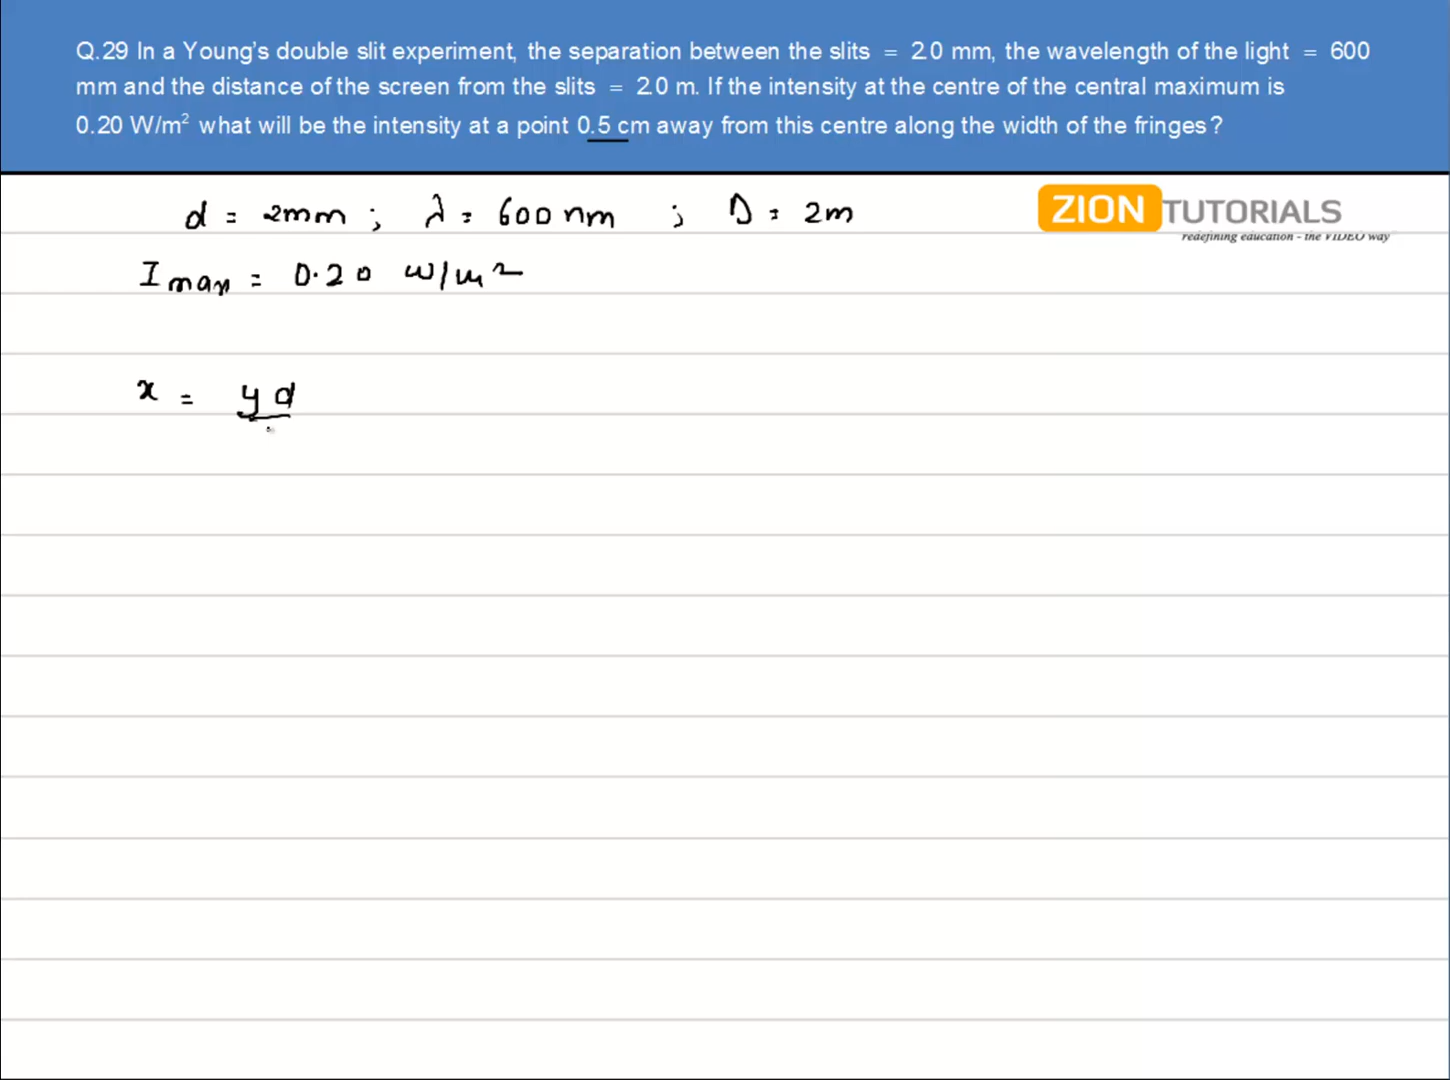 Q.29 In a Young's double slit experiment, the separation between the slits = 2.0 mm, the wavelength of the light = 600
mm and the distance of the screen from the slits = 2.0 m. If the intensity at the centre of the central maximum is
0.20 W/m² what will be the intensity at a point 0.5 cm away from this centre along the width of the fringes?
d = 2mm ; λ = 600 nm ; D = 2m
ZION TUTORIALS
redefining education - the VIDEO way
I max = 0.20 W/m²
x = yd